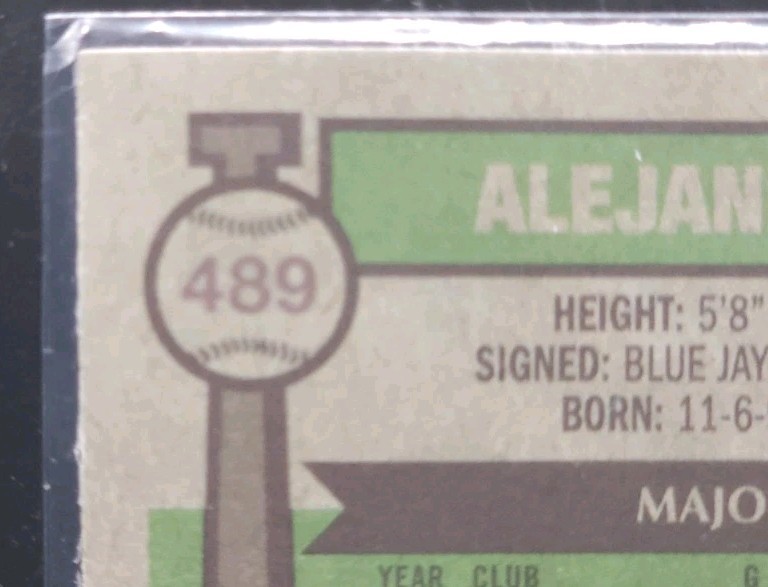 489
ALEJAN
HEIGHT: 5'8"
SIGNED: BLUE JAY
BORN: 11-6-
MAJO
YEAR CLUB G